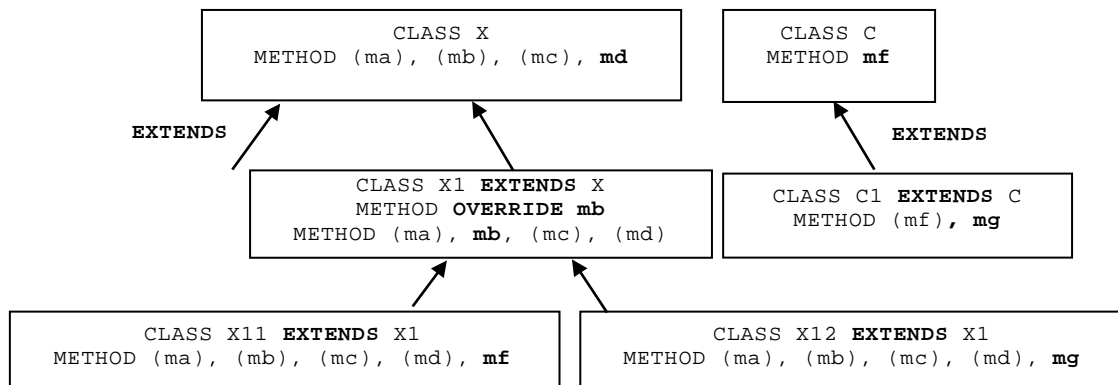 CLASS X
METHOD (ma), (mb), (mc), md
CLASS C
METHOD mf
EXTENDS
EXTENDS
CLASS X1 EXTENDS X
METHOD OVERRIDE mb
METHOD (ma), mb, (mc), (md)
CLASS C1 EXTENDS C
METHOD (mf), mg
CLASS X11 EXTENDS X1
METHOD (ma), (mb), (mc), (md), mf
CLASS X12 EXTENDS X1
METHOD (ma), (mb), (mc), (md), mg